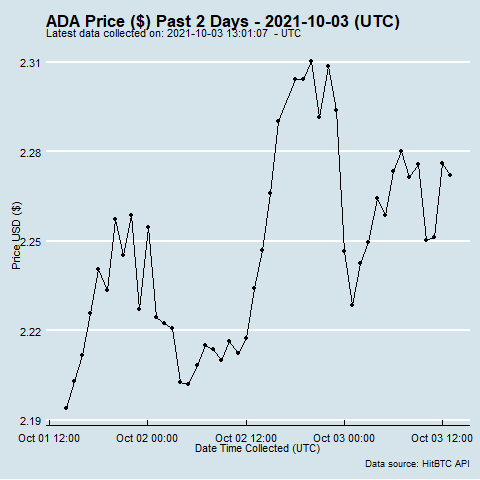 ADA Price ($) Past 2 Days - 2021-10-03 (UTC)
Latest data collected on: 2021-10-03 13:01:07 - UTC
2.31
2.28
2.25
2.22
2.19
Price USD ($)
Oct 01 12:00 Oct 02 00:00 Oct 02 12:00 Oct 03 00:00 Oct 03 12:00
Date Time Collected (UTC)
Data source: HitBTC API